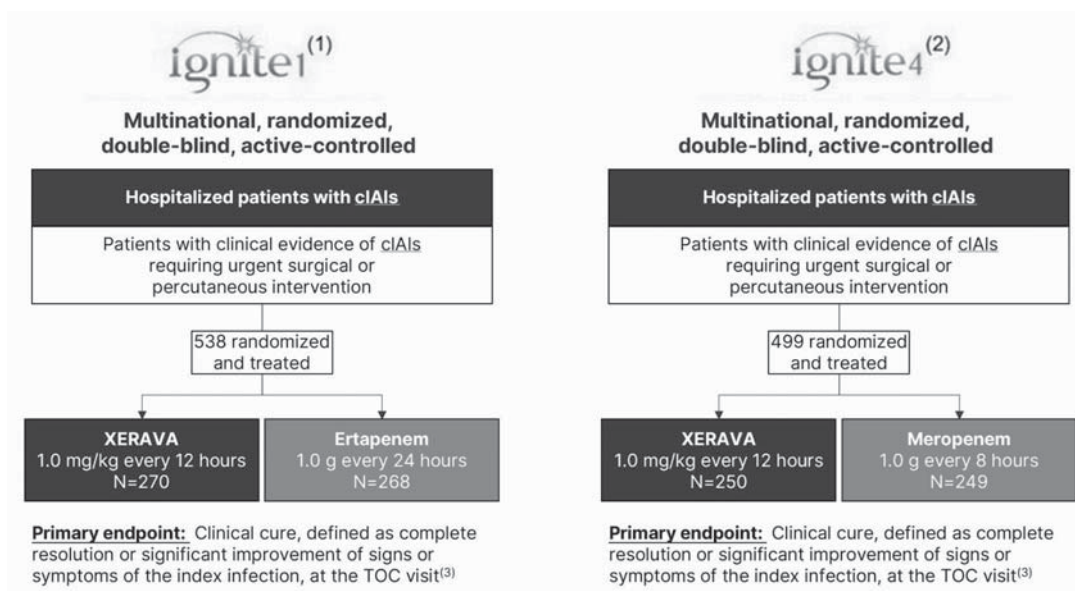 ignite1(1)
Multinational, randomized,
double-blind, active-controlled
Hospitalized patients with cIAIs
Patients with clinical evidence of cIAIs
requiring urgent surgical or
percutaneous intervention
538 randomized
and treated
XERAVA
1.0 mg/kg every 12 hours
N=270
Ertapenem
1.0 g every 24 hours
N=268
Primary endpoint: Clinical cure, defined as complete
resolution or significant improvement of signs or
symptoms of the index infection, at the TOC visit(3)
ignite4(2)
Multinational, randomized,
double-blind, active-controlled
Hospitalized patients with cIAIs
Patients with clinical evidence of cIAIs
requiring urgent surgical or
percutaneous intervention
499 randomized
and treated
XERAVA
1.0 mg/kg every 12 hours
N=250
Meropenem
1.0 g every 8 hours
N=249
Primary endpoint: Clinical cure, defined as complete
resolution or significant improvement of signs or
symptoms of the index infection, at the TOC visit(3)